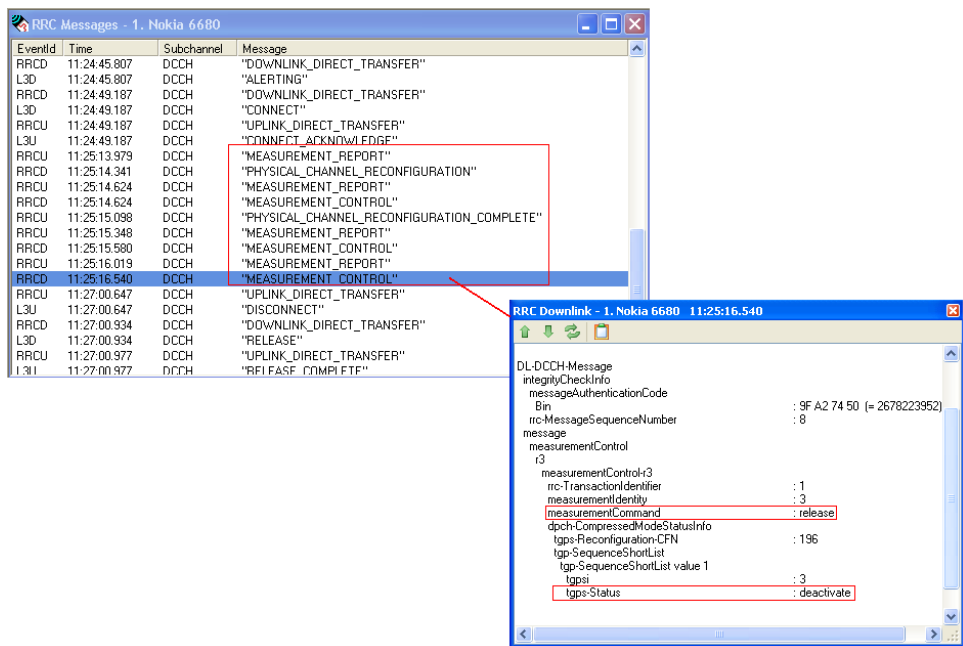 RRC Messages - 1. Nokia 6680
EventId Time Subchannel Message
RRCD 11:24:45.807 DCCH "DOWNLINK_DIRECT_TRANSFER"
L3D 11:24:45.807 DCCH "ALERTING"
RRCD 11:24:49.187 DCCH "DOWNLINK_DIRECT_TRANSFER"
L3D 11:24:49.187 DCCH "CONNECT"
RRCU 11:24:49.187 DCCH "UPLINK_DIRECT_TRANSFER"
L3U 11:24:49.187 DCCH "CONNECT_ACKNOWLEDGE"
RRCU 11:25:13.979 DCCH "MEASUREMENT_REPORT"
RRCD 11:25:14.341 DCCH "PHYSICAL_CHANNEL_RECONFIGURATION"
RRCU 11:25:14.624 DCCH "MEASUREMENT_REPORT"
RRCD 11:25:14.624 DCCH "MEASUREMENT_CONTROL"
RRCU 11:25:15.098 DCCH "PHYSICAL_CHANNEL_RECONFIGURATION_COMPLETE"
RRCU 11:25:15.348 DCCH "MEASUREMENT_REPORT"
RRCD 11:25:15.580 DCCH "MEASUREMENT_CONTROL"
RRCU 11:25:16.019 DCCH "MEASUREMENT_REPORT"
RRCD 11:25:16.540 DCCH "MEASUREMENT_CONTROL"
RRCU 11:27:00.647 DCCH "UPLINK_DIRECT_TRANSFER"
L3U 11:27:00.647 DCCH "DISCONNECT"
RRCD 11:27:00.934 DCCH "DOWNLINK_DIRECT_TRANSFER"
L3D 11:27:00.934 DCCH "RELEASE"
RRCU 11:27:00.977 DCCH "UPLINK_DIRECT_TRANSFER"
L3U 11:27:00.977 DCCH "RELEASE_COMPLETE"
RRC Downlink - 1. Nokia 6680 11:25:16.540
DL-DCCH-Message
integrityCheckInfo
messageAuthenticationCode
Bin : 9F A2 74 50 (= 2678223952)
rrc-MessageSequenceNumber : 8
message
measurementControl
r3
measurementControl-r3
rrc-TransactionIdentifier : 1
measurementIdentity : 3
measurementCommand : release
dpch-CompressedModeStatusInfo
tgps-Reconfiguration-CFN : 196
tgp-SequenceShortList
tgp-SequenceShortList value 1
tgpsi : 3
tgps-Status : deactivate